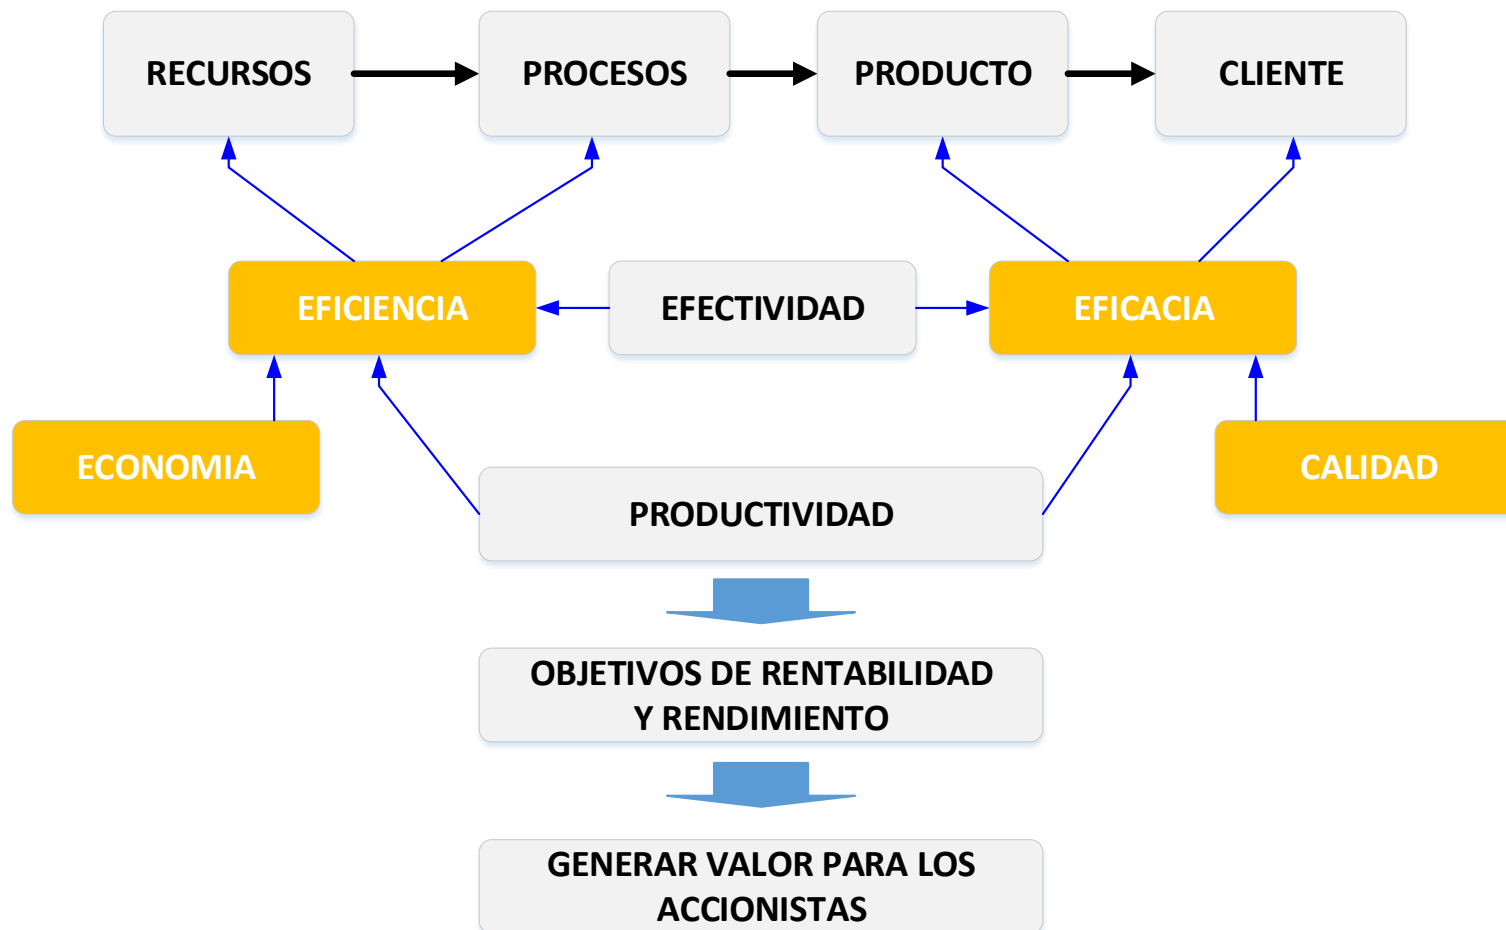 RECURSOS
PROCESOS
PRODUCTO
CLIENTE
EFICIENCIA
EFECTIVIDAD
EFICACIA
ECONOMIA
CALIDAD
PRODUCTIVIDAD
OBJETIVOS DE RENTABILIDAD
Y RENDIMIENTO
GENERAR VALOR PARA LOS
ACCIONISTAS